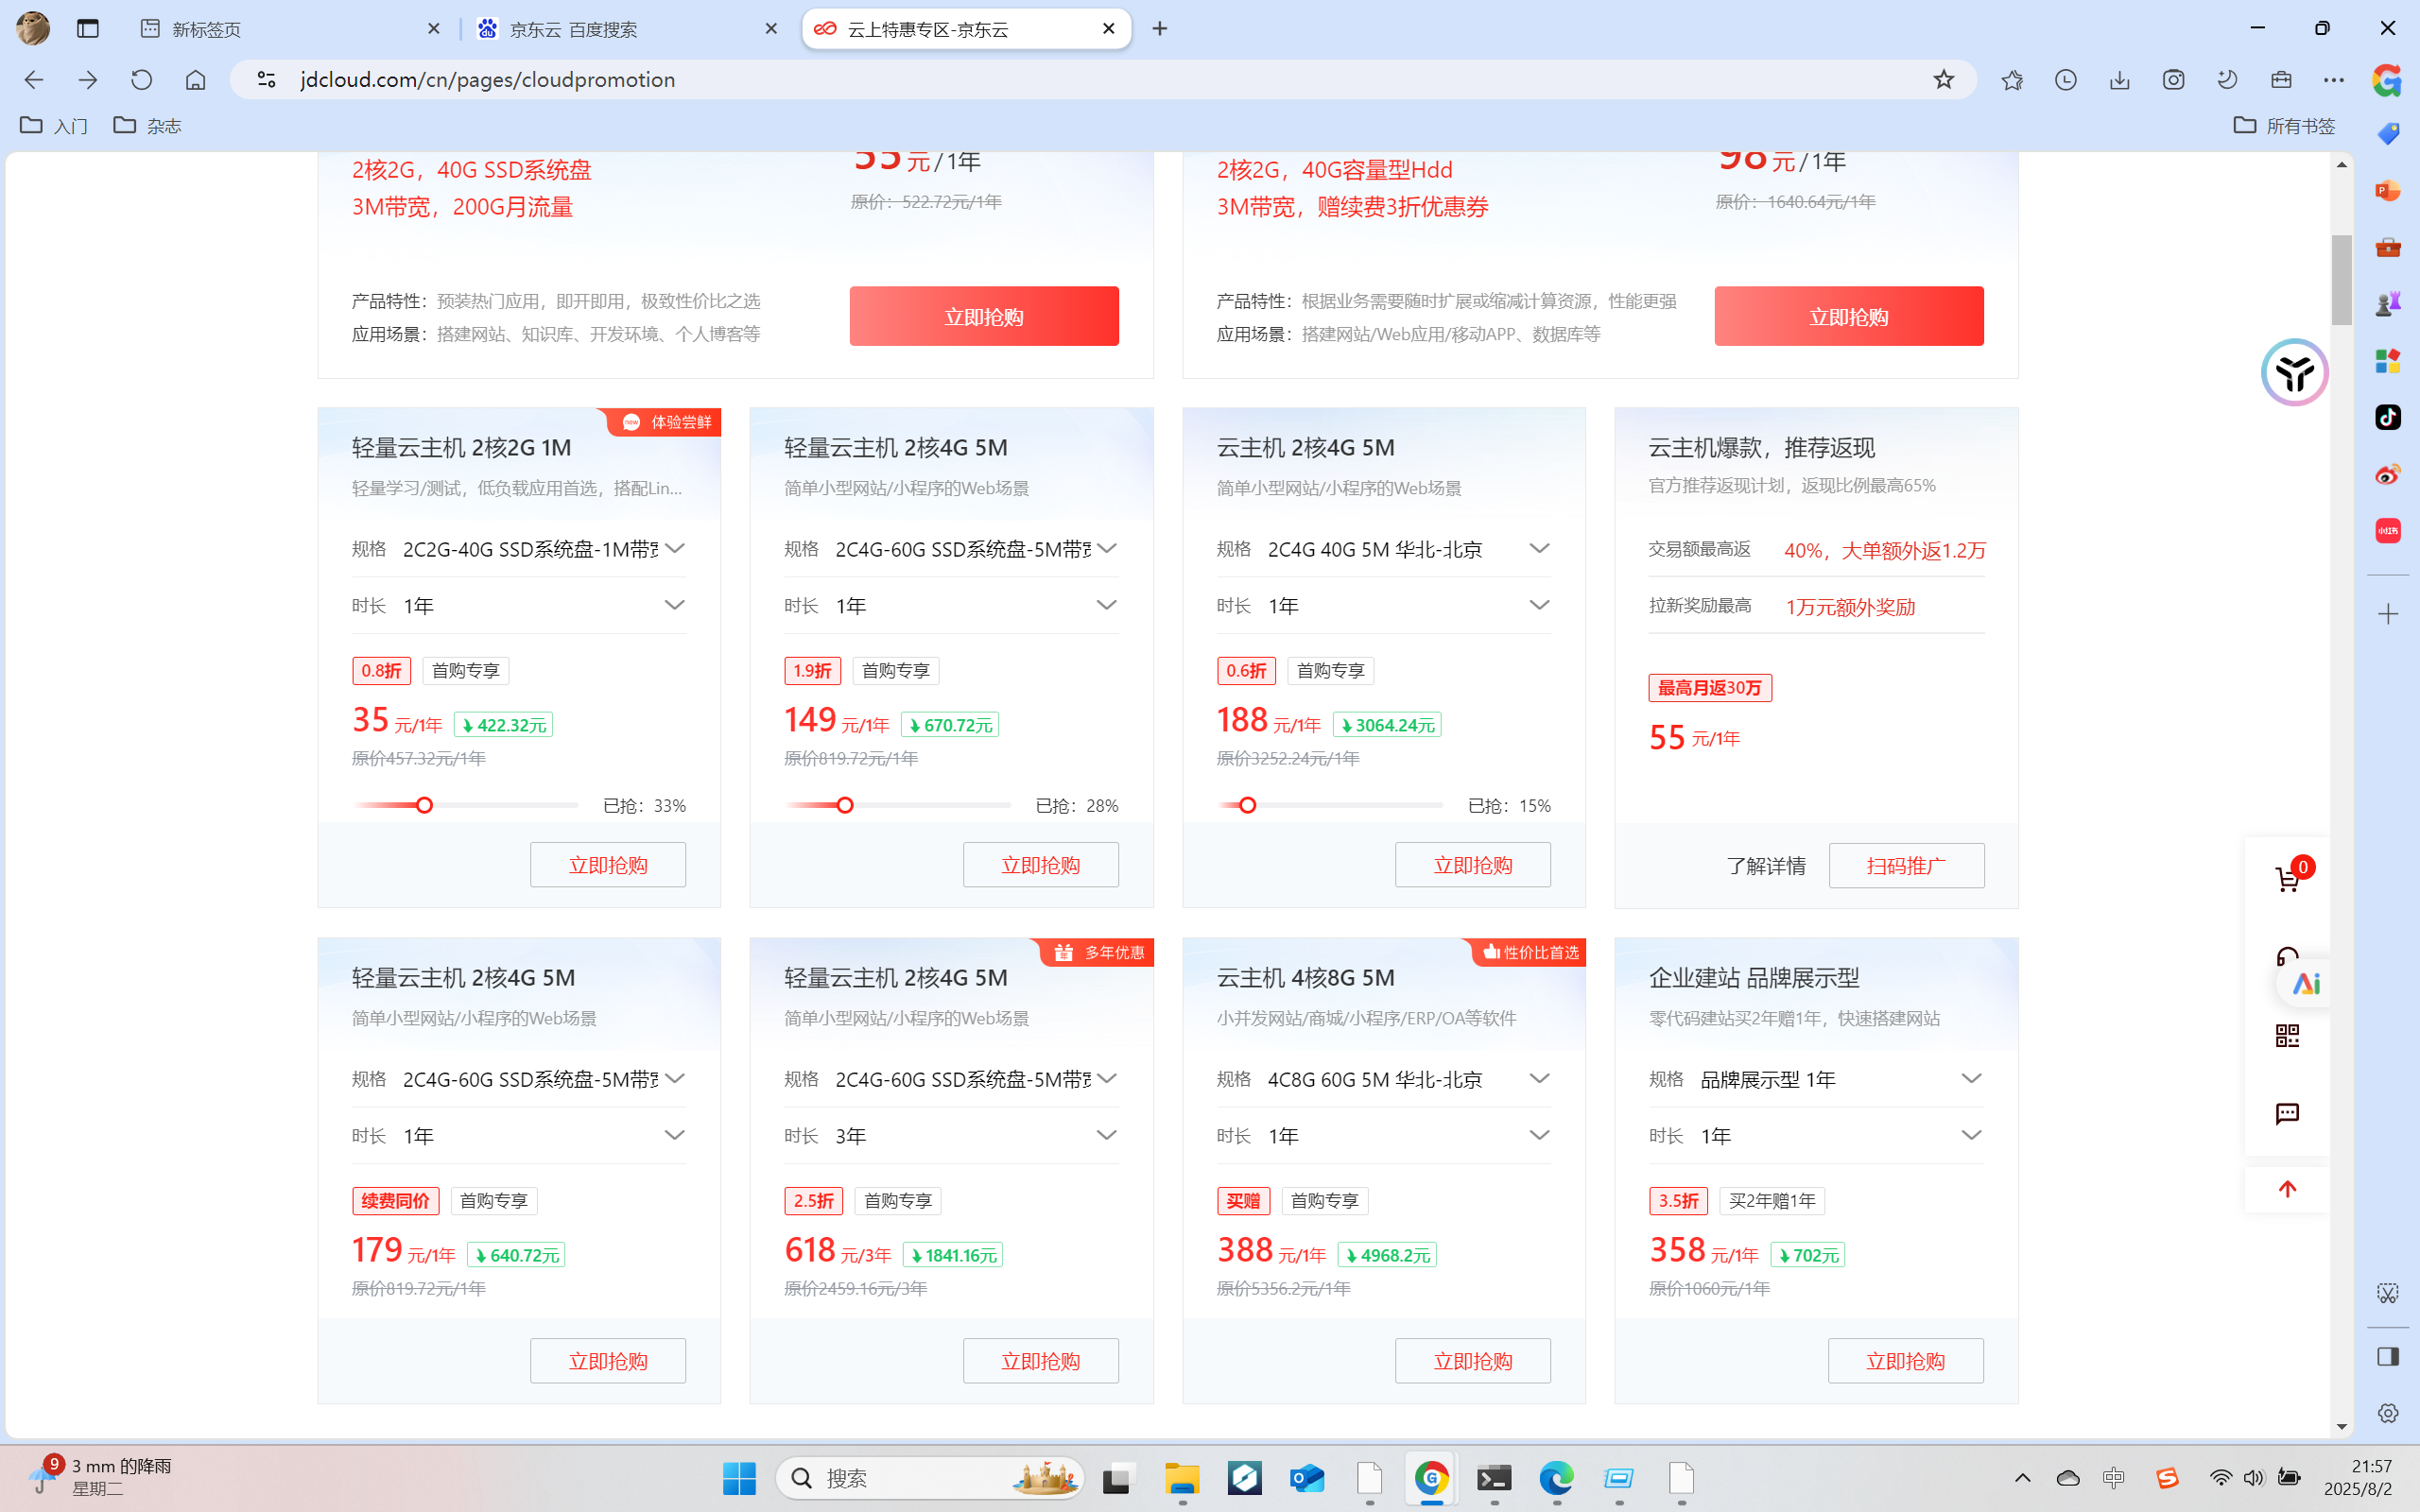 新标签页
京东云_百度搜索
云上特惠专区-京东云
jdcloud.com/cn/pages/cloudpromotion
入门
杂志
所有书签
2核2G，40G SSD系统盘
3M带宽，200G月流量
55元/1年
原价：522.72元/1年
产品特性：预装热门应用，即开即用，极致性价比之选
应用场景：搭建网站、知识库、开发环境、个人博客等
立即抢购
2核2G，40G容量型Hdd
3M带宽，赠续费3折优惠券
98元/1年
原价：1640.64元/1年
产品特性：根据业务需要随时扩展或缩减计算资源，性能更强
应用场景：搭建网站/Web应用/移动APP、数据库等
立即抢购
体验尝鲜
轻量云主机 2核2G 1M
轻量学习/测试，低负载应用首选，搭配Lin...
规格 2C2G-40G SSD系统盘-1M带宽
时长 1年
0.8折 首购专享
35 元/1年 422.32元
原价457.32元/1年
已抢：33%
立即抢购
轻量云主机 2核4G 5M
简单小型网站/小程序的Web场景
规格 2C4G-60G SSD系统盘-5M带宽
时长 1年
1.9折 首购专享
149 元/1年 670.72元
原价819.72元/1年
已抢：28%
立即抢购
云主机 2核4G 5M
简单小型网站/小程序的Web场景
规格 2C4G 40G 5M 华北-北京
时长 1年
0.6折 首购专享
188 元/1年 3064.24元
原价3252.24元/1年
已抢：15%
立即抢购
云主机爆款，推荐返现
官方推荐返现计划，返现比例最高65%
交易额最高返 40%，大单额外返1.2万
拉新奖励最高 1万元额外奖励
最高月返30万
55 元/1年
了解详情 扫码推广
轻量云主机 2核4G 5M
简单小型网站/小程序的Web场景
规格 2C4G-60G SSD系统盘-5M带宽
时长 1年
续费同价 首购专享
179 元/1年 640.72元
原价819.72元/1年
立即抢购
多年优惠
轻量云主机 2核4G 5M
简单小型网站/小程序的Web场景
规格 2C4G-60G SSD系统盘-5M带宽
时长 3年
2.5折 首购专享
618 元/3年 1841.16元
原价2459.16元/3年
立即抢购
性价比首选
云主机 4核8G 5M
小并发网站/商城/小程序/ERP/OA等软件
规格 4C8G 60G 5M 华北-北京
时长 1年
买赠 首购专享
388 元/1年 4968.2元
原价5356.2元/1年
立即抢购
企业建站 品牌展示型
零代码建站买2年赠1年，快速搭建网站
规格 品牌展示型 1年
时长 1年
3.5折 买2年赠1年
358 元/1年 702元
原价1060元/1年
立即抢购
0
Ai
小红书
9
3 mm 的降雨
星期二
搜索
中
21:57
2025/8/2